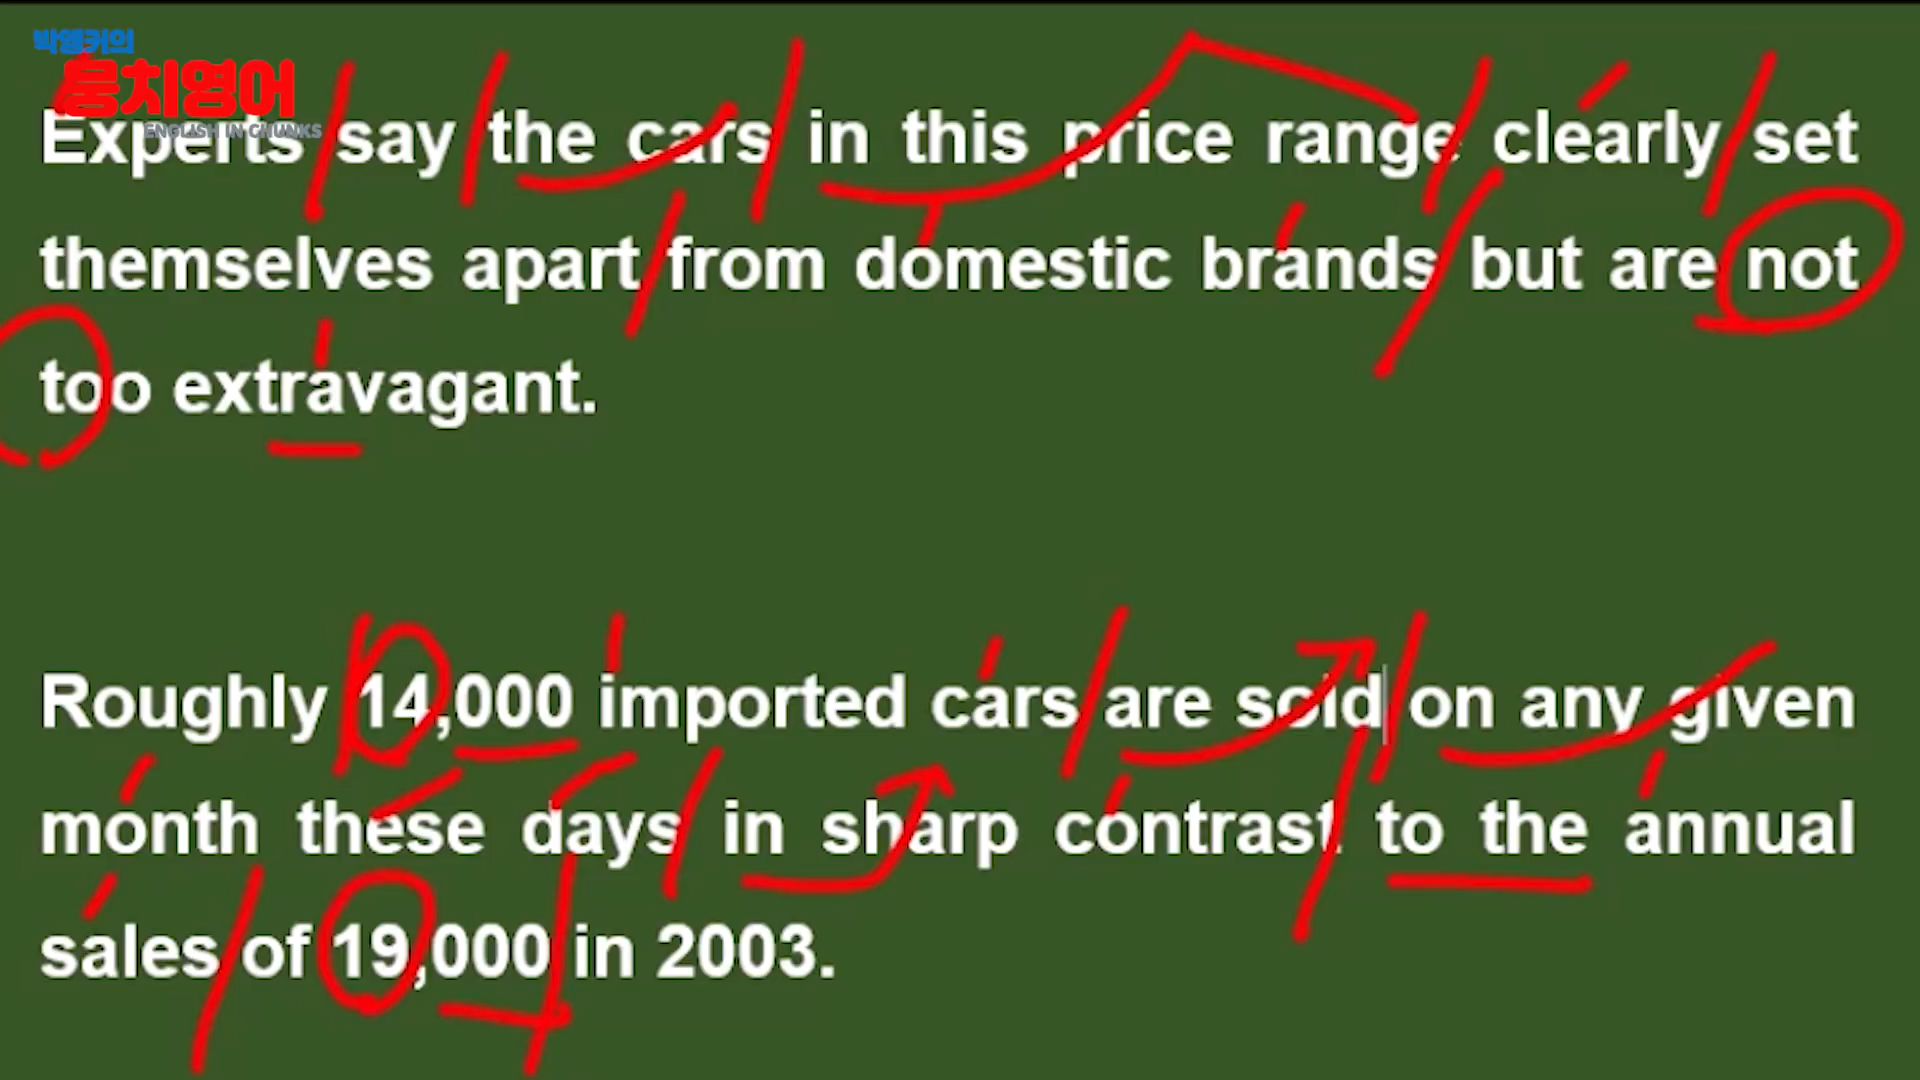 박앵커의
뭉치영어
ENGLISH IN CHUNKS
Experts say the cars in this price range clearly set
themselves apart from domestic brands but are not
too extravagant.
Roughly 14,000 imported cars are sold on any given
month these days in sharp contrast to the annual
sales of 19,000 in 2003.